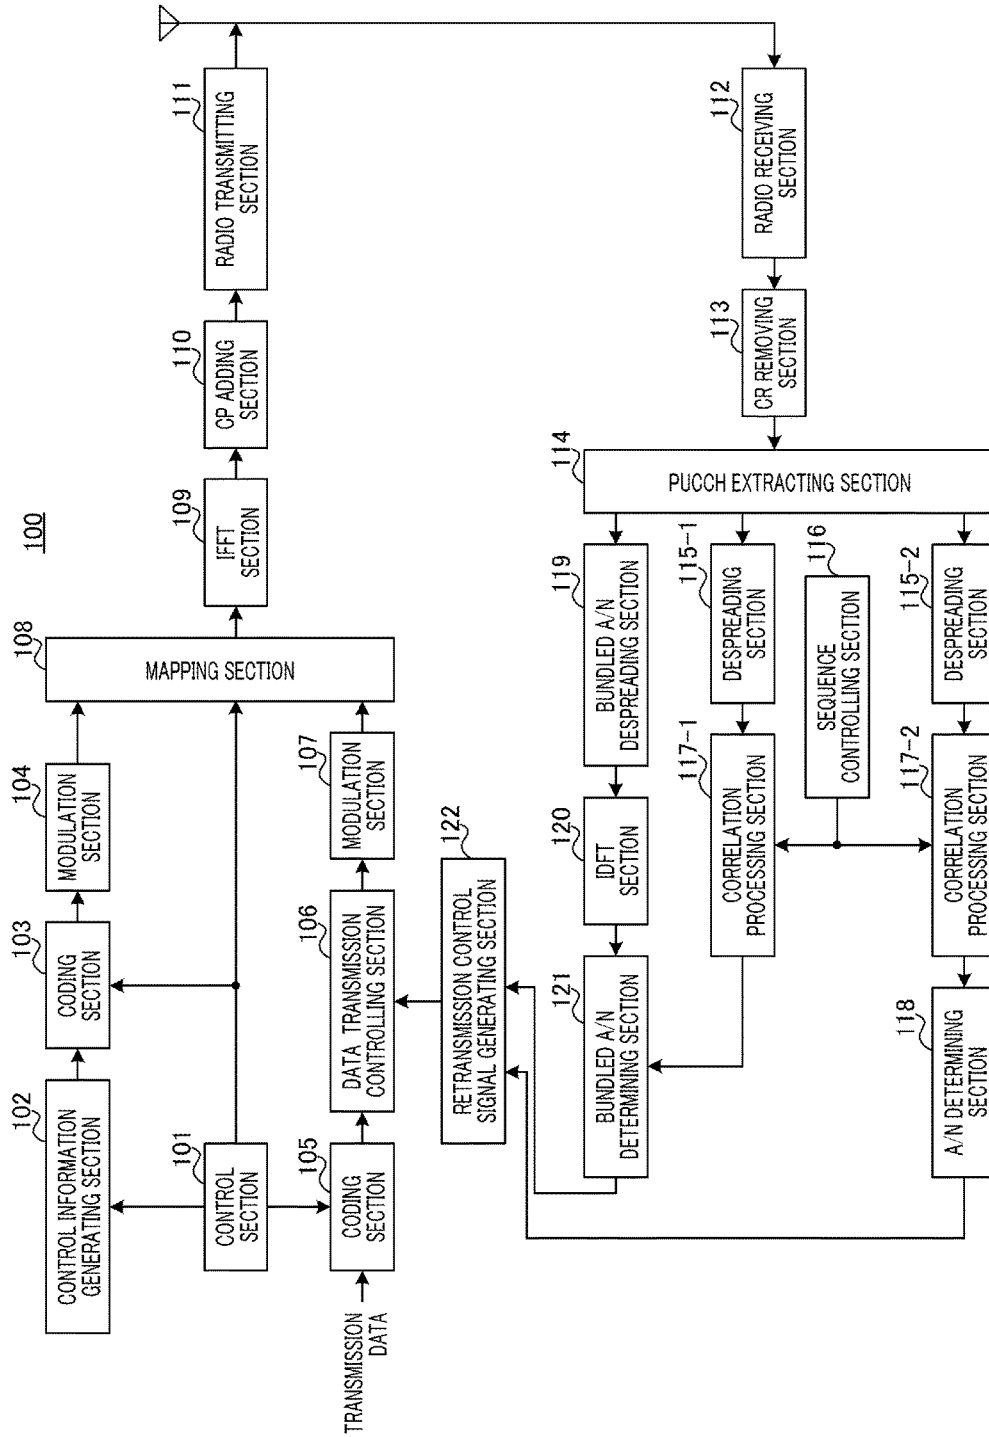 100
102
CONTROL INFORMATION
GENERATING SECTION
103
CODING
SECTION
104
MODULATION
SECTION
108
MAPPING SECTION
109
IFFT
SECTION
110
CP ADDING
SECTION
111
RADIO TRANSMITTING
SECTION
101
CONTROL
SECTION
TRANSMISSION
DATA
105
CODING
SECTION
106
DATA TRANSMISSION
CONTROLLING SECTION
107
MODULATION
SECTION
122
RETRANSMISSION CONTROL
SIGNAL GENERATING SECTION
121
BUNDLED A/N
DETERMINING SECTION
120
IDFT
SECTION
119
BUNDLED A/N
DESPREADING SECTION
114
PUCCH EXTRACTING SECTION
113
CR REMOVING
SECTION
112
RADIO RECEIVING
SECTION
117-1
CORRELATION
PROCESSING SECTION
115-1
DESPREADING
SECTION
116
SEQUENCE
CONTROLLING SECTION
118
A/N DETERMINING
SECTION
117-2
CORRELATION
PROCESSING SECTION
115-2
DESPREADING
SECTION